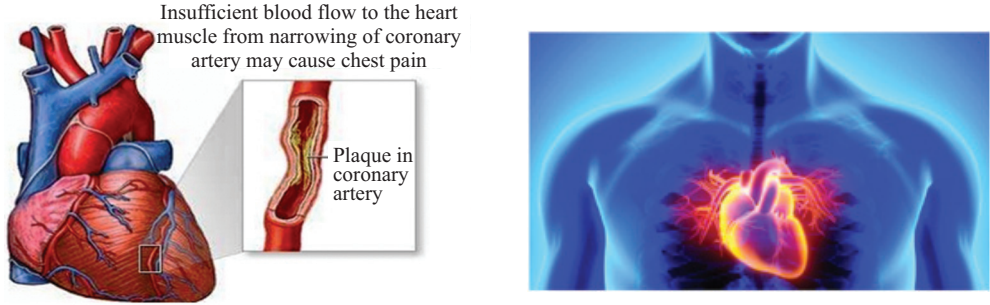 Insufficient blood flow to the heart
muscle from narrowing of coronary
artery may cause chest pain
Plaque in
coronary
artery